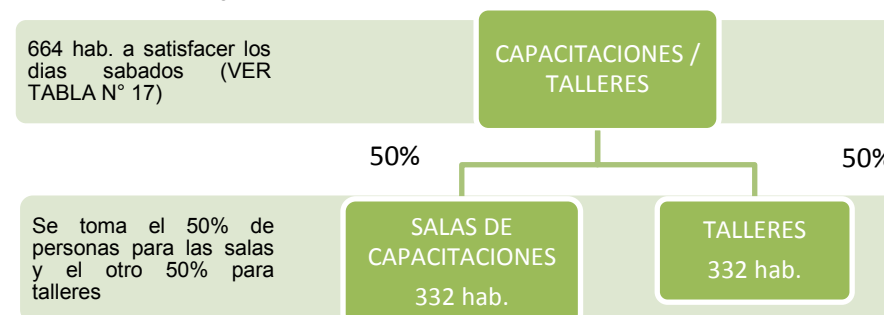 664 hab. a satisfacer los
dias sabados (VER
TABLA N° 17)
CAPACITACIONES /
TALLERES
50%
50%
Se toma el 50% de
personas para las salas
y el otro 50% para
talleres
SALAS DE
CAPACITACIONES
332 hab.
TALLERES
332 hab.